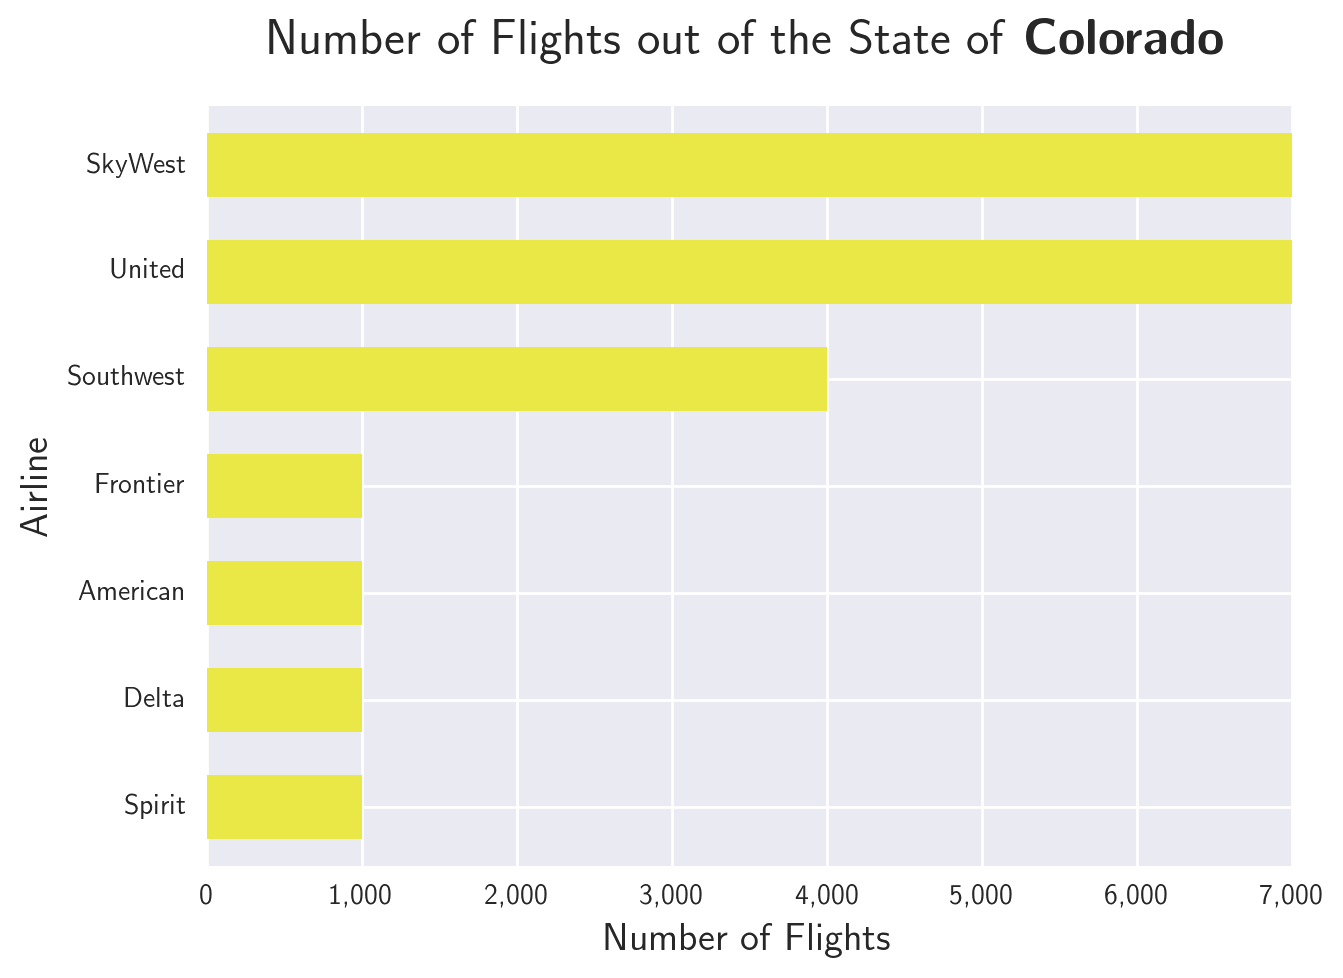 Number of Flights out of the State of Colorado
SkyWest
United
Southwest
Frontier
American
Delta
Spirit
Airline
0 1,000 2,000 3,000 4,000 5,000 6,000 7,000
Number of Flights